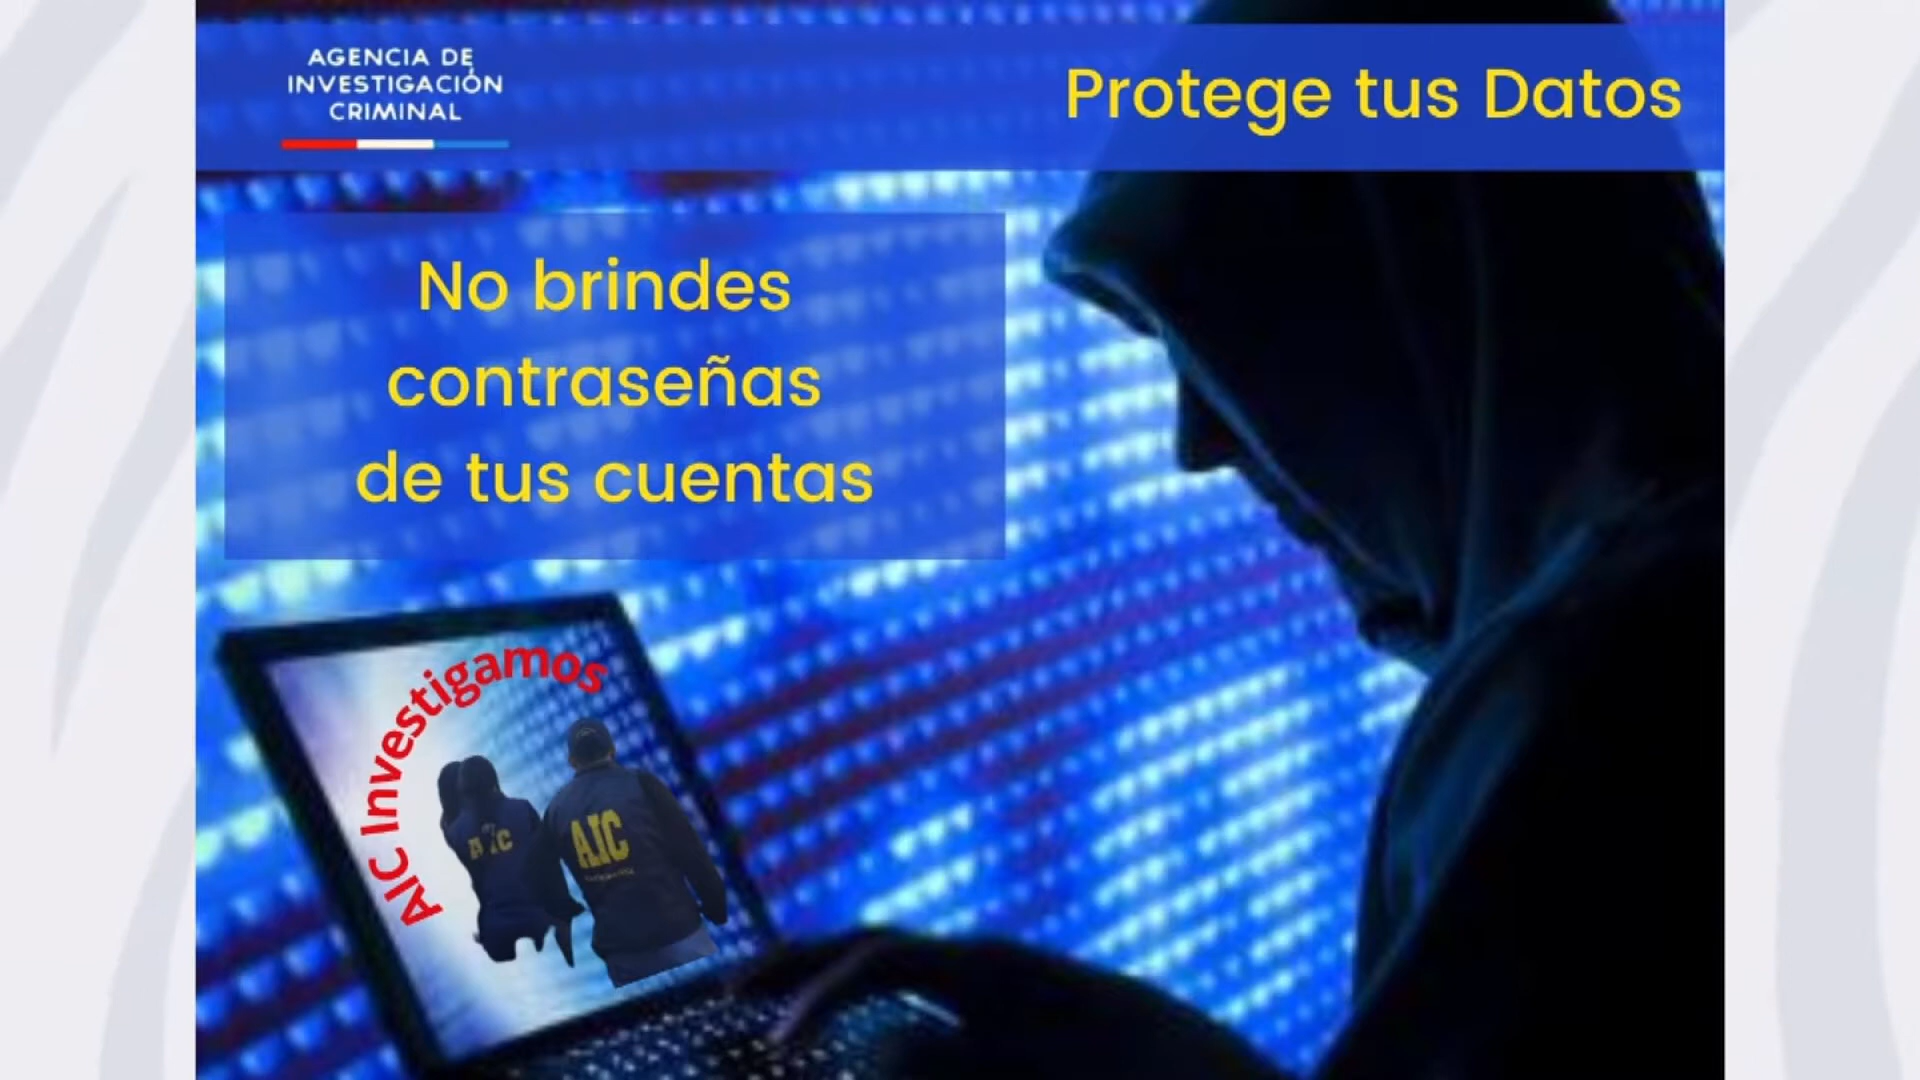 AGENCIA DE
INVESTIGACIÓN
CRIMINAL
Protege tus Datos
No brindes
contraseñas
de tus cuentas
AIC Investigamos
AIC
AIC